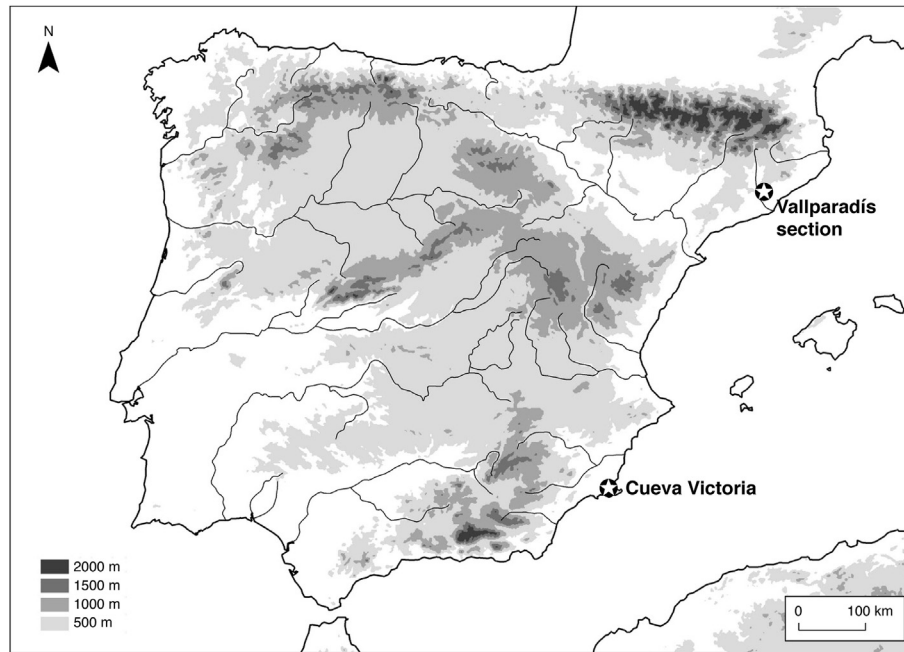 N
Vallparadís
section
Cueva Victoria
2000 m
1500 m
1000 m
500 m
0 100 km